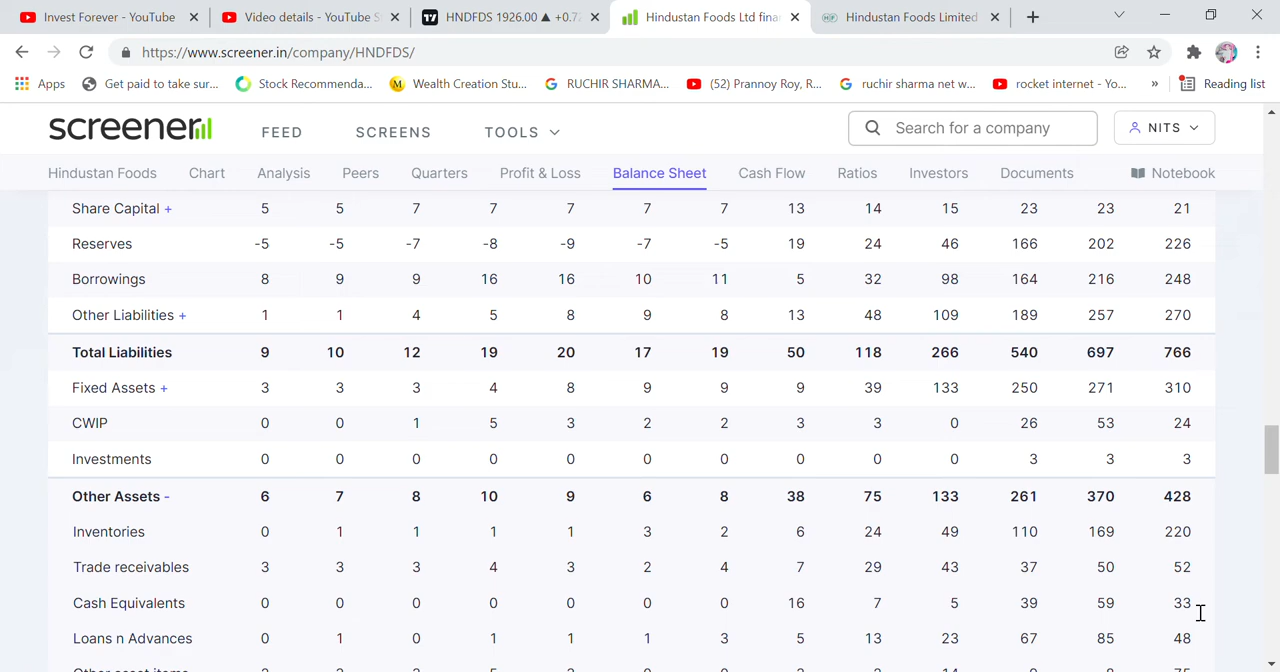 Invest Forever - YouTube
Video details - YouTube S
HNDFDS 1926.00 ▲ +0.7
Hindustan Foods Ltd fina
Hindustan Foods Limited
https://www.screener.in/company/HNDFDS/
Apps Get paid to take sur... Stock Recommenda... Wealth Creation Stu... RUCHIR SHARMA... (52) Prannoy Roy, R... ruchir sharma net w... rocket internet - Yo... » Reading list
screener FEED SCREENS TOOLS Search for a company NITS
Hindustan Foods Chart Analysis Peers Quarters Profit & Loss Balance Sheet Cash Flow Ratios Investors Documents Notebook
Share Capital + 5 5 7 7 7 7 7 13 14 15 23 23 21
Reserves -5 -5 -7 -8 -9 -7 -5 19 24 46 166 202 226
Borrowings 8 9 9 16 16 10 11 5 32 98 164 216 248
Other Liabilities + 1 1 4 5 8 9 8 13 48 109 189 257 270
Total Liabilities 9 10 12 19 20 17 19 50 118 266 540 697 766
Fixed Assets + 3 3 3 4 8 9 9 9 39 133 250 271 310
CWIP 0 0 1 5 3 2 2 3 3 0 26 53 24
Investments 0 0 0 0 0 0 0 0 0 0 3 3 3
Other Assets - 6 7 8 10 9 6 8 38 75 133 261 370 428
Inventories 0 1 1 1 1 3 2 6 24 49 110 169 220
Trade receivables 3 3 3 4 3 2 4 7 29 43 37 50 52
Cash Equivalents 0 0 0 0 0 0 0 16 7 5 39 59 33
Loans n Advances 0 1 0 1 1 1 3 5 13 23 67 85 48